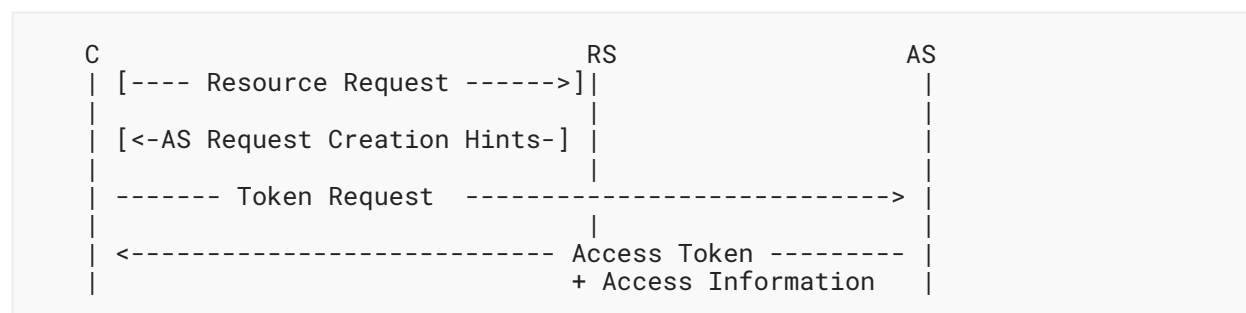 C                                RS                   AS
| [---- Resource Request ------>]|                     |
|                                |                     |
| [<-AS Request Creation Hints-] |                     |
|                                |                     |
| ------- Token Request  ----------------------------> |
|                                |                     |
| <---------------------------- Access Token --------- |
|                               + Access Information   |